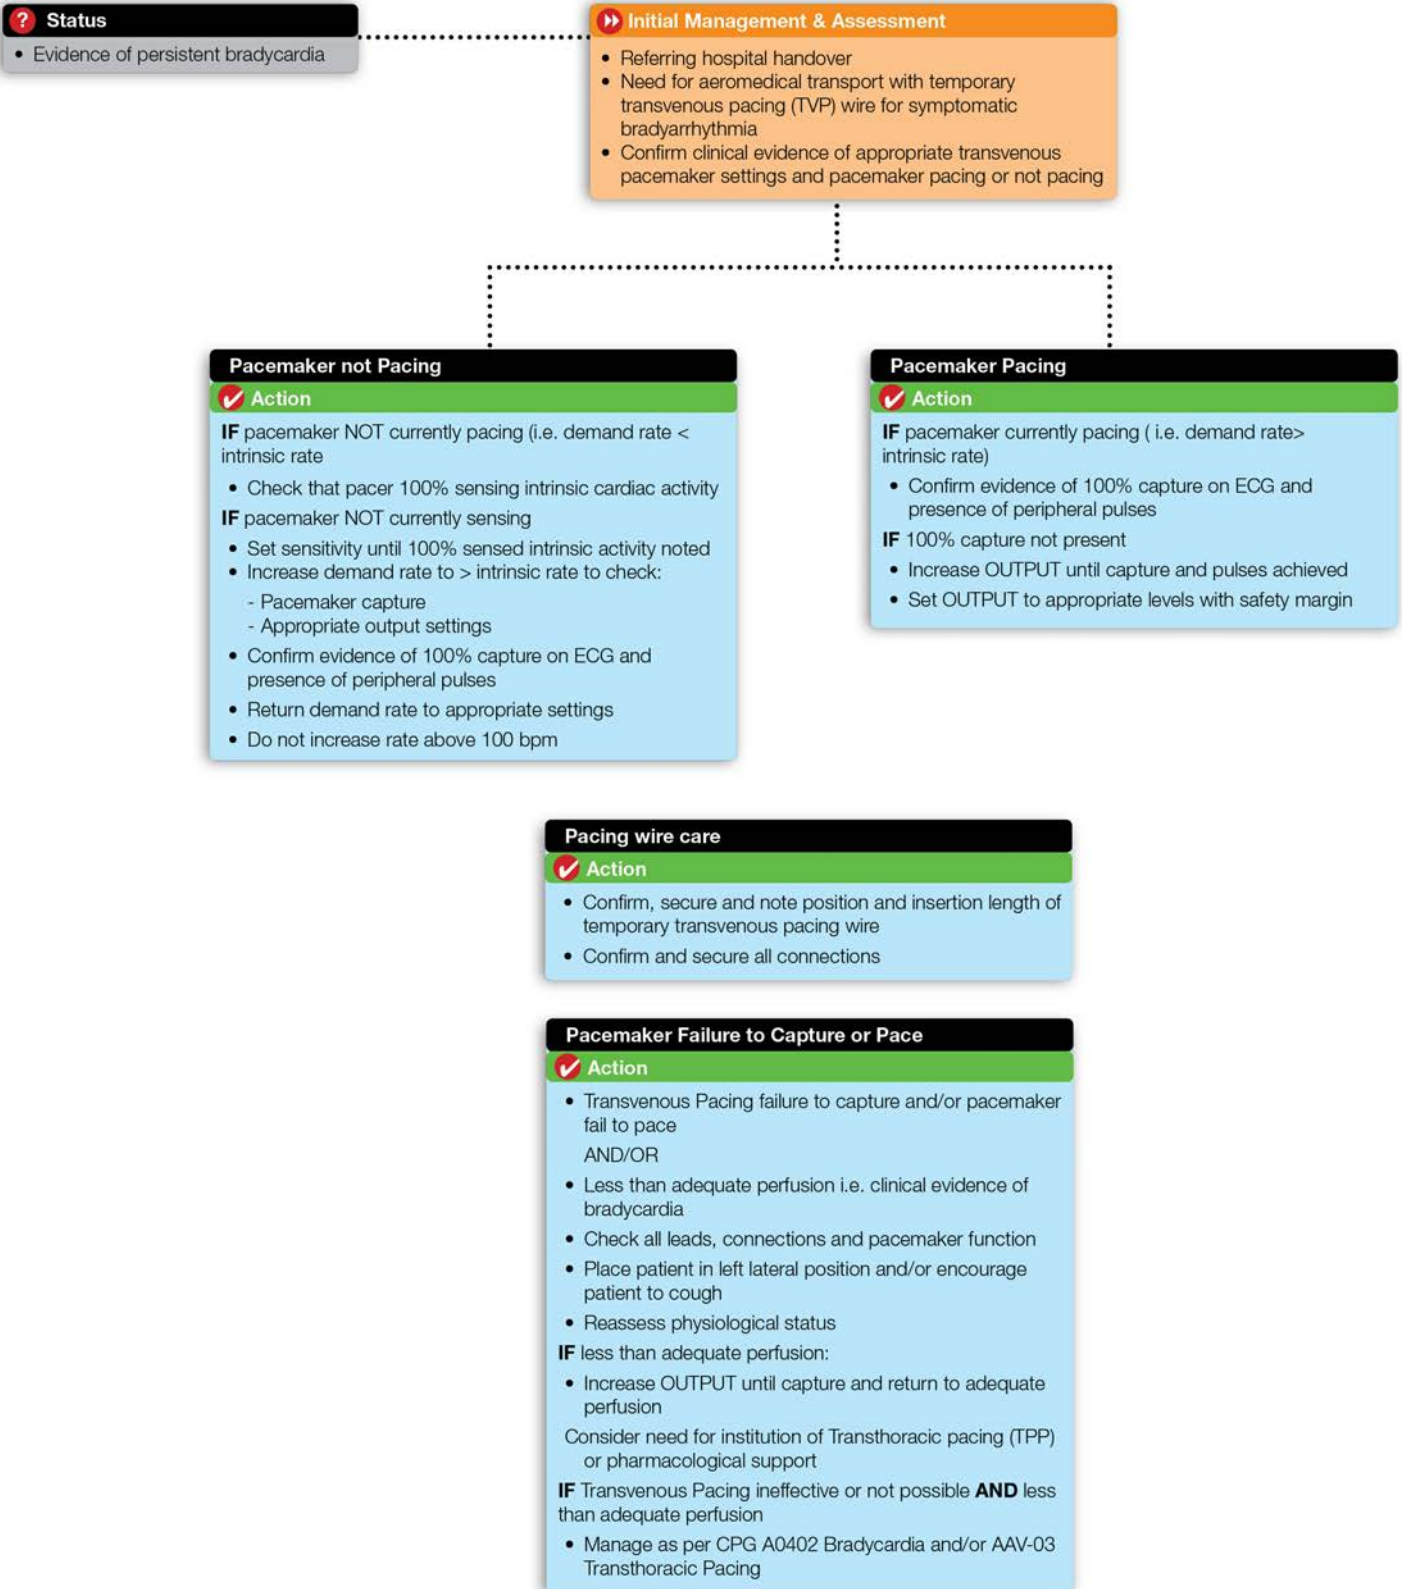 Status
• Evidence of persistent bradycardia
Initial Management & Assessment
• Referring hospital handover
• Need for aeromedical transport with temporary
transvenous pacing (TVP) wire for symptomatic
bradyarrhythmia
• Confirm clinical evidence of appropriate transvenous
pacemaker settings and pacemaker pacing or not pacing
Pacemaker not Pacing
Action
IF pacemaker NOT currently pacing (i.e. demand rate <
intrinsic rate
• Check that pacer 100% sensing intrinsic cardiac activity
IF pacemaker NOT currently sensing
• Set sensitivity until 100% sensed intrinsic activity noted
• Increase demand rate to > intrinsic rate to check:
- Pacemaker capture
- Appropriate output settings
• Confirm evidence of 100% capture on ECG and
presence of peripheral pulses
• Return demand rate to appropriate settings
• Do not increase rate above 100 bpm
Pacemaker Pacing
Action
IF pacemaker currently pacing ( i.e. demand rate>
intrinsic rate)
• Confirm evidence of 100% capture on ECG and
presence of peripheral pulses
IF 100% capture not present
• Increase OUTPUT until capture and pulses achieved
• Set OUTPUT to appropriate levels with safety margin
Pacing wire care
Action
• Confirm, secure and note position and insertion length of
temporary transvenous pacing wire
• Confirm and secure all connections
Pacemaker Failure to Capture or Pace
Action
• Transvenous Pacing failure to capture and/or pacemaker
fail to pace
AND/OR
• Less than adequate perfusion i.e. clinical evidence of
bradycardia
• Check all leads, connections and pacemaker function
• Place patient in left lateral position and/or encourage
patient to cough
• Reassess physiological status
IF less than adequate perfusion:
• Increase OUTPUT until capture and return to adequate
perfusion
Consider need for institution of Transthoracic pacing (TPP)
or pharmacological support
IF Transvenous Pacing ineffective or not possible AND less
than adequate perfusion
• Manage as per CPG A0402 Bradycardia and/or AAV-03
Transthoracic Pacing